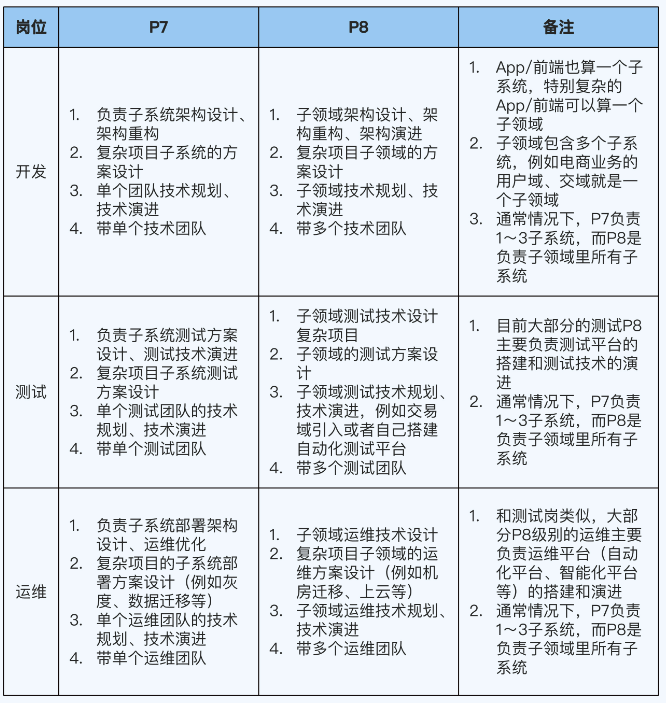 岗位
P7
P8
备注
开发
1. 负责子系统架构设计、
架构重构
2. 复杂项目子系统的方
案设计
3. 单个团队技术规划、
技术演进
4. 带单个技术团队
1. 子领域架构设计、架
构重构、架构演进
2. 复杂项目子领域的方
案设计
3. 子领域技术规划、技
术演进
4. 带多个技术团队
1. App/前端也算一个子
系统，特别复杂的
App/前端可以算一个
子领域
2. 子领域包含多个子系
统，例如电商业务的
用户域、交域就是一
个子领域
3. 通常情况下，P7负责
1～3子系统，而P8是
负责子领域里所有子
系统
测试
1. 负责子系统测试方案
设计、测试技术演进
2. 复杂项目子系统测试
方案设计
3. 单个测试团队的技术
规划、技术演进
4. 带单个测试团队
1. 子领域测试技术设计
复杂项目
2. 子领域的测试方案设
计
3. 子领域测试技术规划、
技术演进，例如交易
域引入或者自己搭建
自动化测试平台
4. 带多个测试团队
1. 目前大部分的测试P8
主要负责测试平台的
搭建和测试技术的演
进
2. 通常情况下，P7负责
1～3子系统，而P8是
负责子领域里所有子
系统
运维
1. 负责子系统部署架构
设计、运维优化
2. 复杂项目的子系统部
署方案设计（例如灰
度、数据迁移等）
3. 单个运维团队的技术
规划、技术演进
4. 带单个运维团队
1. 子领域运维技术设计
2. 复杂项目子领域的运
维方案设计（例如机
房迁移、上云等）
3. 子领域运维技术规划、
技术演进
4. 带多个运维团队
1. 和测试岗类似，大部
分P8级别的运维主要
负责运维平台（自动
化平台、智能化平台
等）的搭建和演进
2. 通常情况下，P7负责
1～3子系统，而P8是
负责子领域里所有子
系统